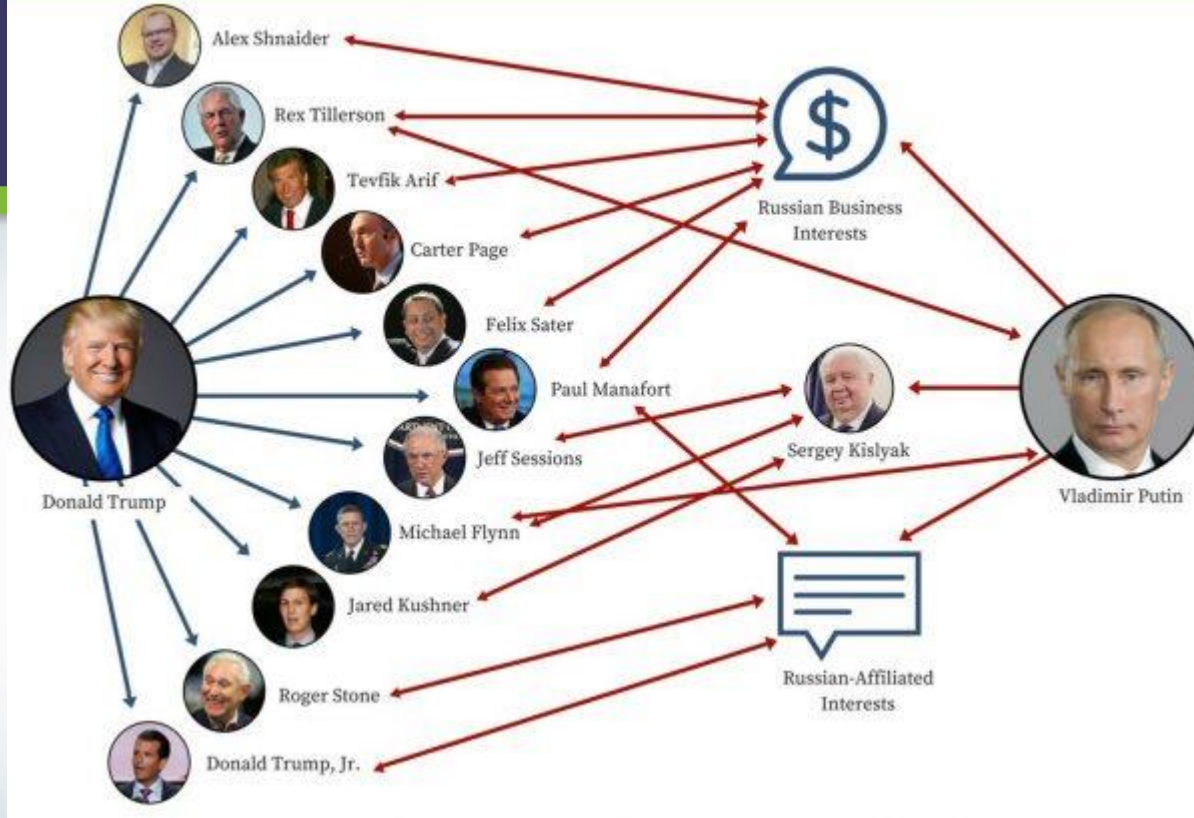 Alex Shnaider
Rex Tillerson
Tevfik Arif
Carter Page
Felix Sater
Paul Manafort
Jeff Sessions
Michael Flynn
Jared Kushner
Roger Stone
Donald Trump, Jr.
Donald Trump
$
Russian Business
Interests
Sergey Kislyak
Vladimir Putin
Russian-Affiliated
Interests